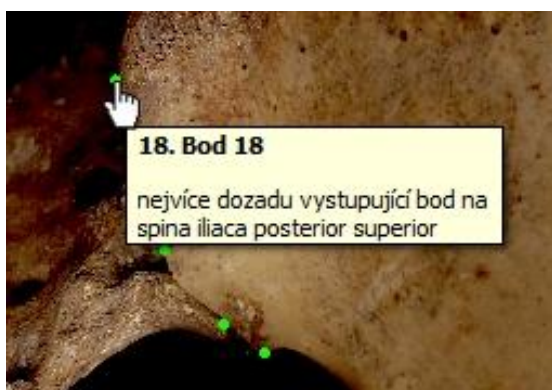 18. Bod 18
nejvíce dozadu vystupující bod na
spina iliaca posterior superior